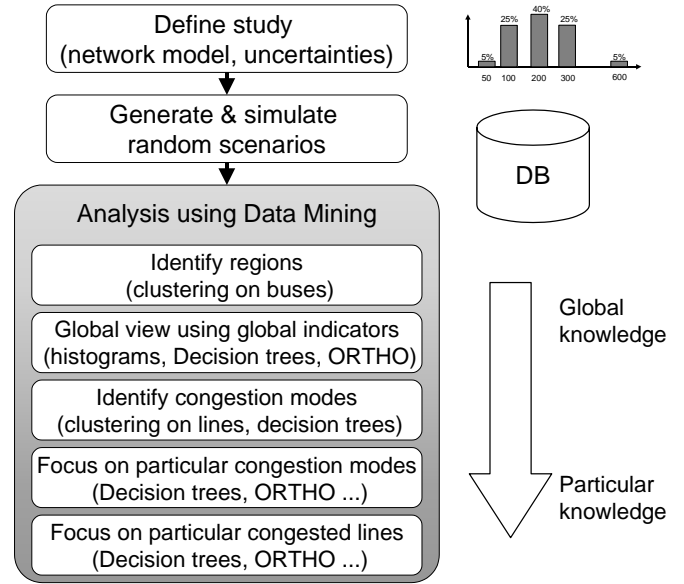 Define study
(network model, uncertainties)
5%
25%
40%
25%
5%
50
100
200
300
600
Generate & simulate
random scenarios
DB
Analysis using Data Mining
Identify regions
(clustering on buses)
Global view using global indicators
(histograms, Decision trees, ORTHO)
Identify congestion modes
(clustering on lines, decision trees)
Focus on particular congestion modes
(Decision trees, ORTHO ...)
Focus on particular congested lines
(Decision trees, ORTHO ...)
Global
knowledge
Particular
knowledge